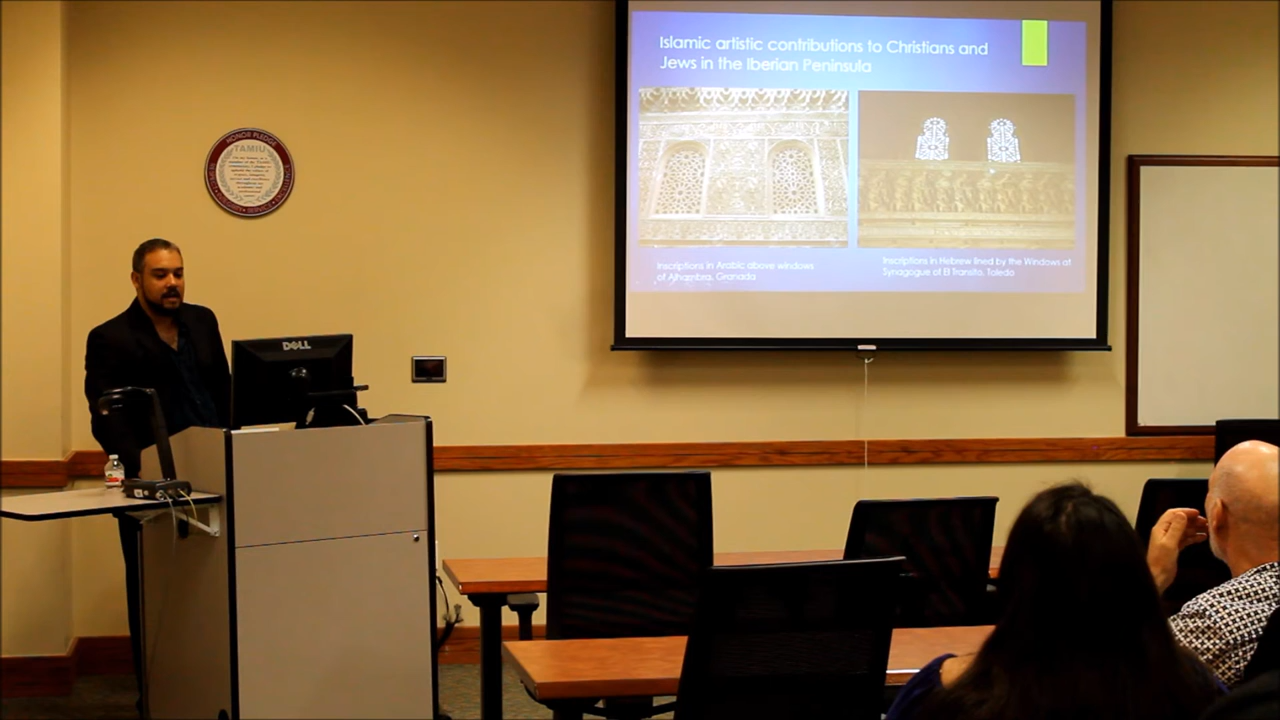 Islamic artistic contributions to Christians and
Jews in the Iberian Peninsula
Inscriptions in Arabic above windows
of Alhambra, Granada
Inscriptions in Hebrew lined by the Windows at
Synagogue of El Transito, Toledo
HONOR PLEDGE
TAMIU
SERVICE
DELL